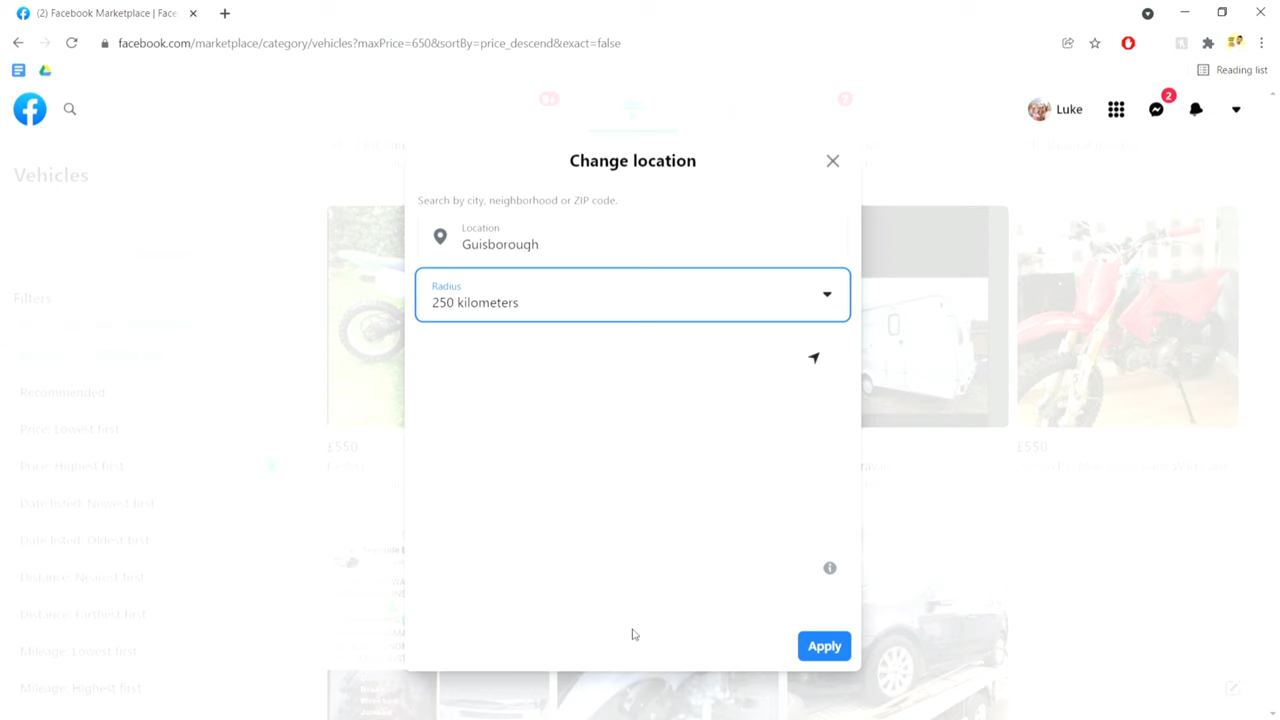 (2) Facebook Marketplace | Face
facebook.com/marketplace/category/vehicles?maxPrice=650&sortBy=price_descend&exact=false
Reading list
Luke
2
Vehicles
Change location
Search by city, neighborhood or ZIP code.
Location
Guisborough
Radius
250 kilometers
Filters
Recommended
Price: Lowest first
Price: Highest first
Date listed: Newest first
Date listed: Oldest first
Distance: Nearest first
Distance: Farthest first
Mileage: Lowest first
Mileage: Highest first
£550
£550
Apply